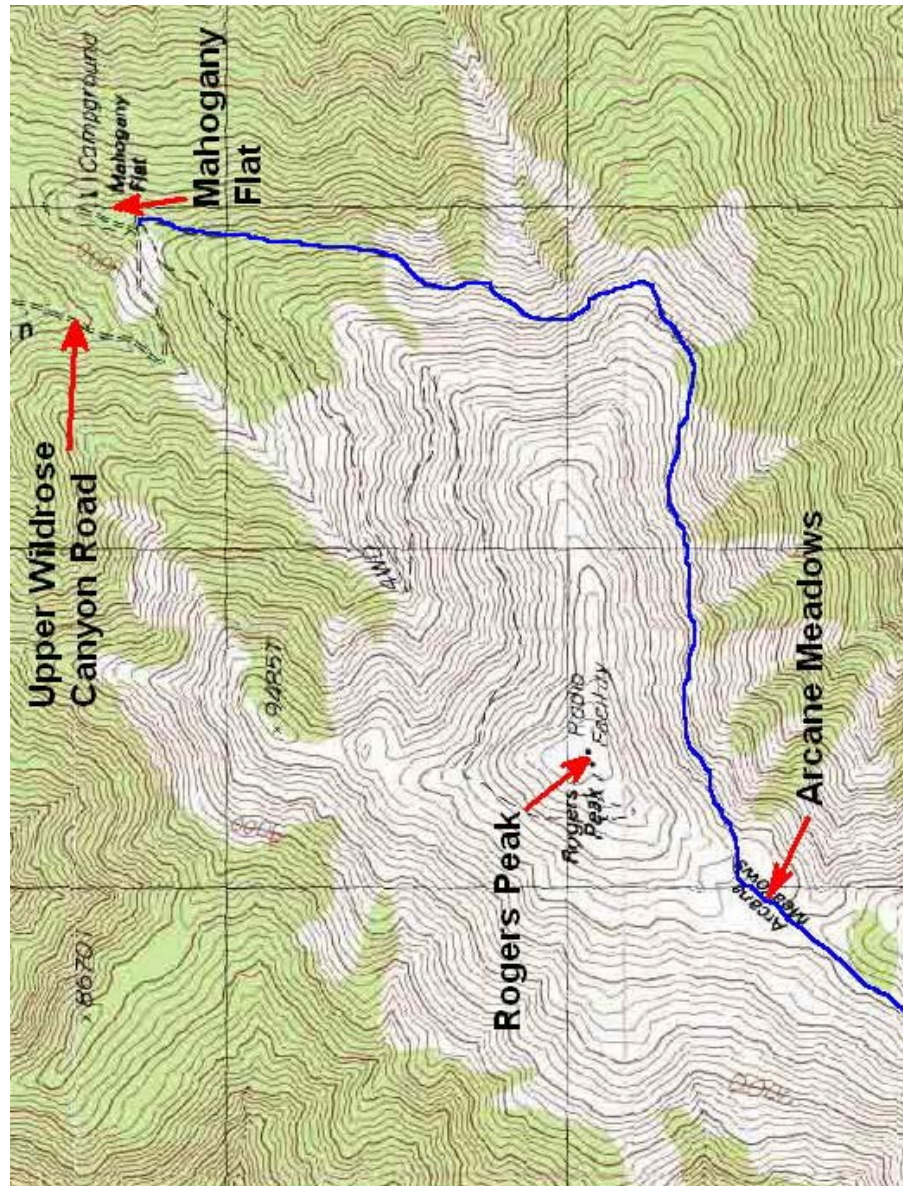 Campground
Mahogany
Flat
Mahogany
Flat
n
Upper Wildrose
Canyon Road
4WD
9485T
Radio
Facility
Rogers
Peak
Rogers Peak
Arcane Meadows
Arcane
Meadows
8670